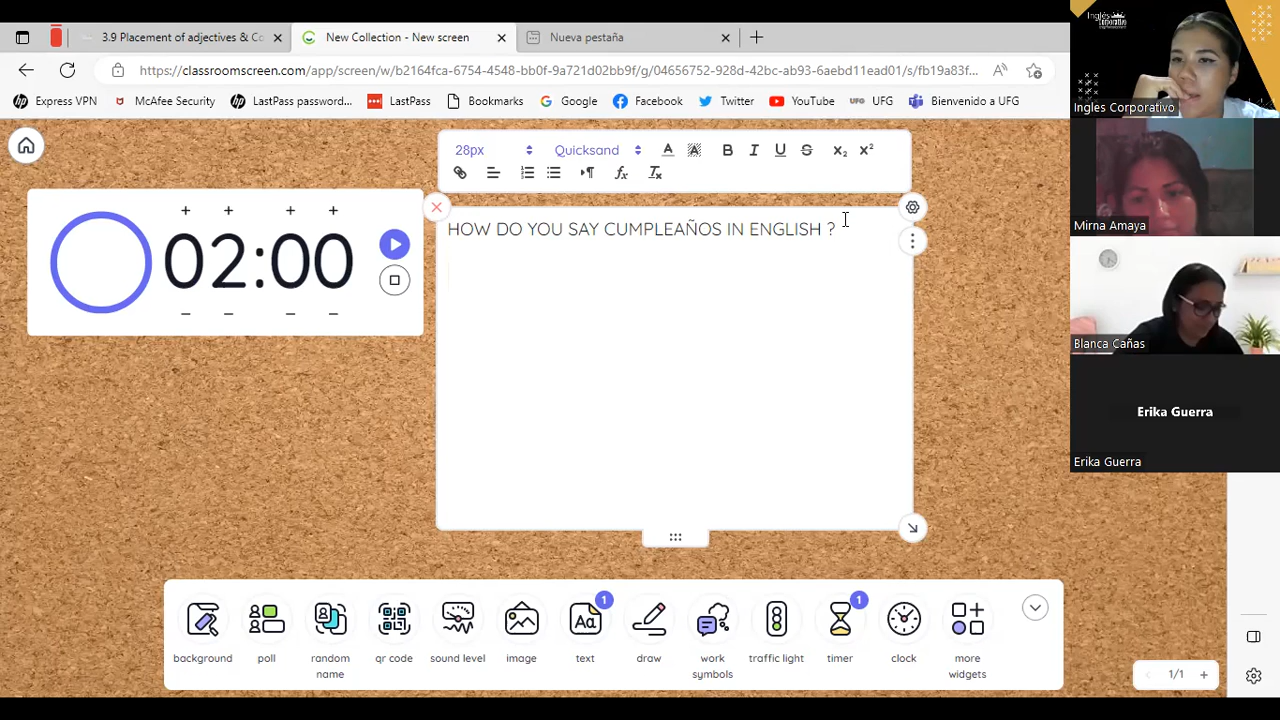 3.9 Placement of adjectives & Co
New Collection - New screen
Nueva pestaña
https://classroomscreen.com/app/screen/w/b2164fca-6754-4548-bb0f-9a721d02bb9f/g/04656752-928d-42bc-ab93-6aebd11ead01/s/fb19a83f...
Express VPN
McAfee Security
LastPass password...
LastPass
Bookmarks
Google
Facebook
Twitter
YouTube
UFG
Bienvenido a UFG
28px
Quicksand
02:00
HOW DO YOU SAY CUMPLEAÑOS IN ENGLISH ?
background
poll
random name
qr code
sound level
image
1
text
draw
work symbols
traffic light
1
timer
clock
more widgets
1/1
Inglés Corporativo
Ingles Corporativo
Mirna Amaya
Blanca Cañas
Erika Guerra
Erika Guerra